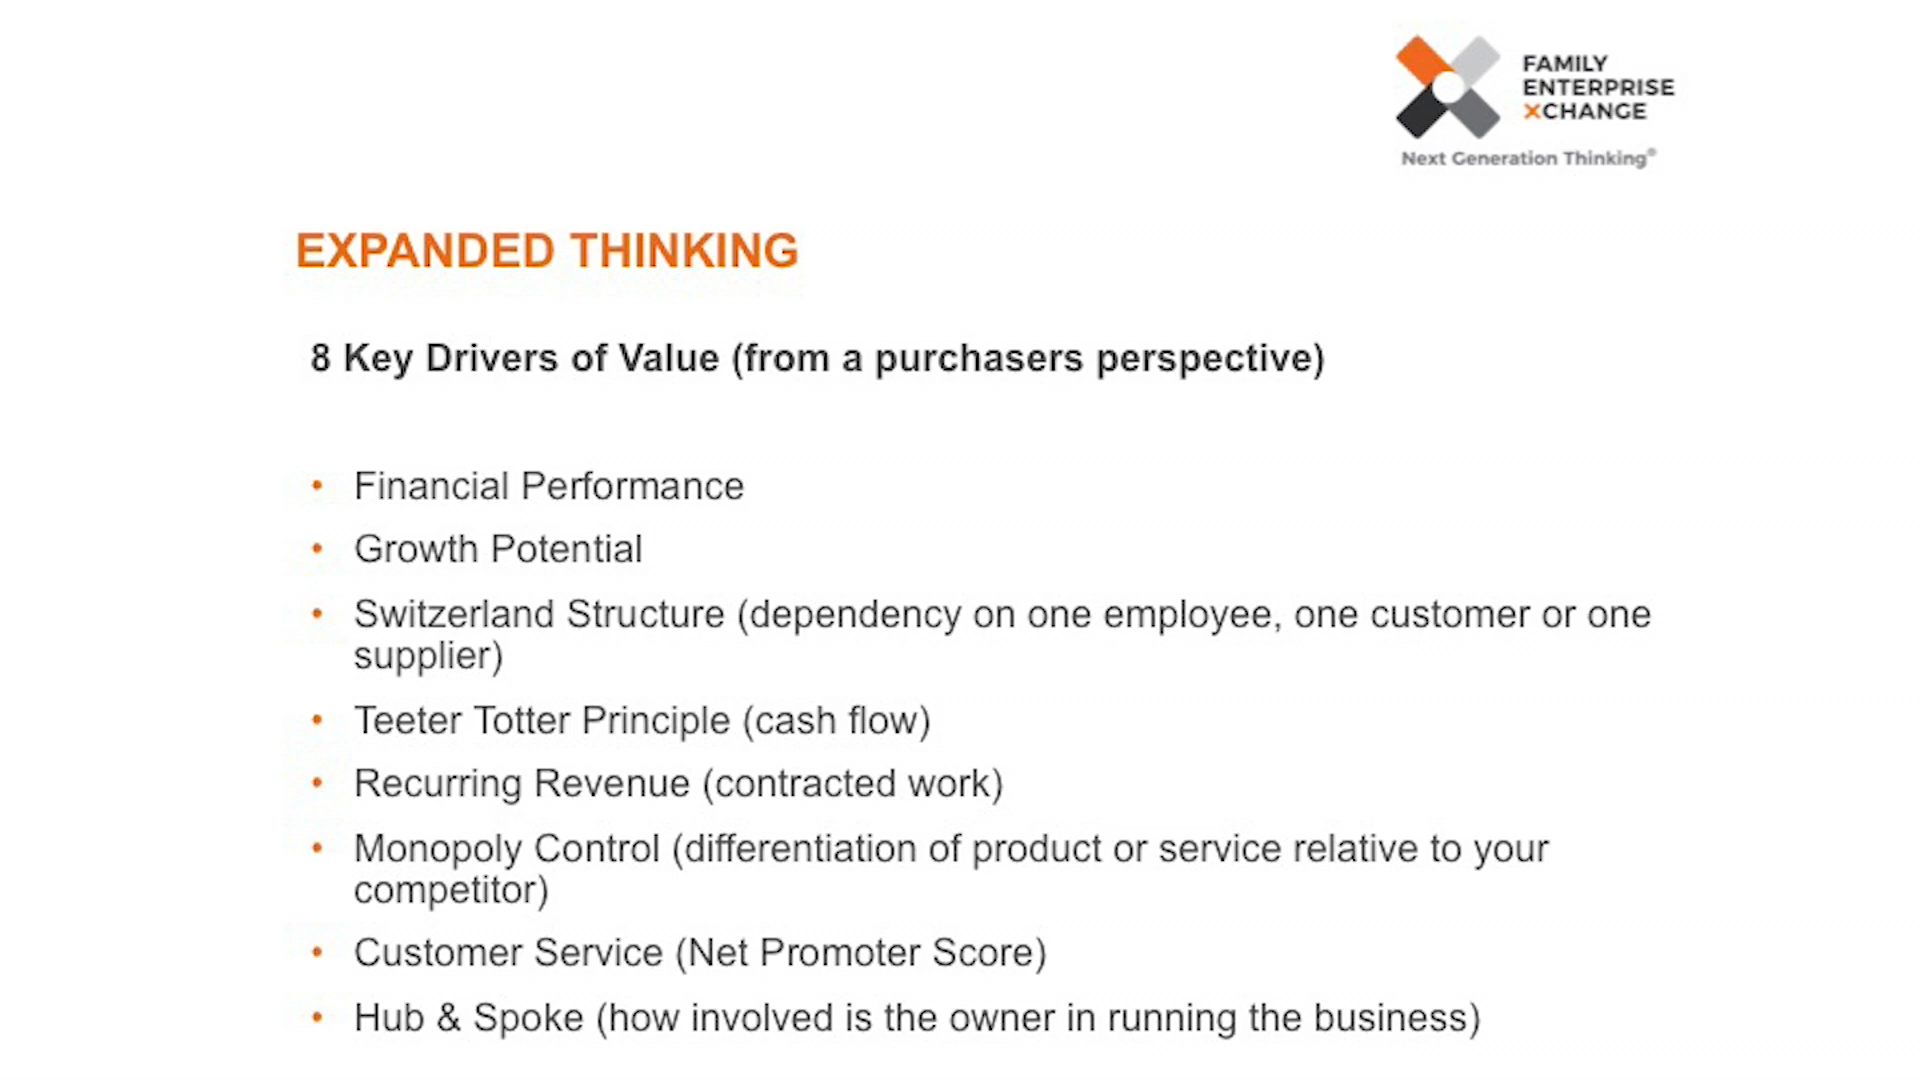 FAMILY
ENTERPRISE
XCHANGE
Next Generation Thinking®
EXPANDED THINKING
8 Key Drivers of Value (from a purchasers perspective)
• Financial Performance
• Growth Potential
• Switzerland Structure (dependency on one employee, one customer or one
supplier)
• Teeter Totter Principle (cash flow)
• Recurring Revenue (contracted work)
• Monopoly Control (differentiation of product or service relative to your
competitor)
• Customer Service (Net Promoter Score)
• Hub & Spoke (how involved is the owner in running the business)